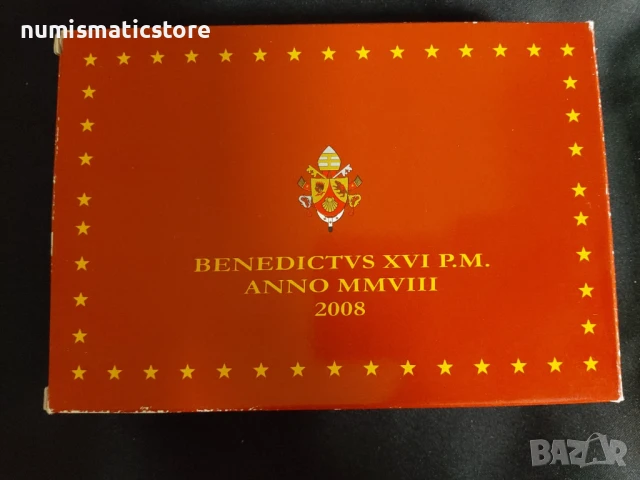 numismaticstore
BENEDICTVS XVI P.M.
ANNO MMVIII
2008
BAZAR